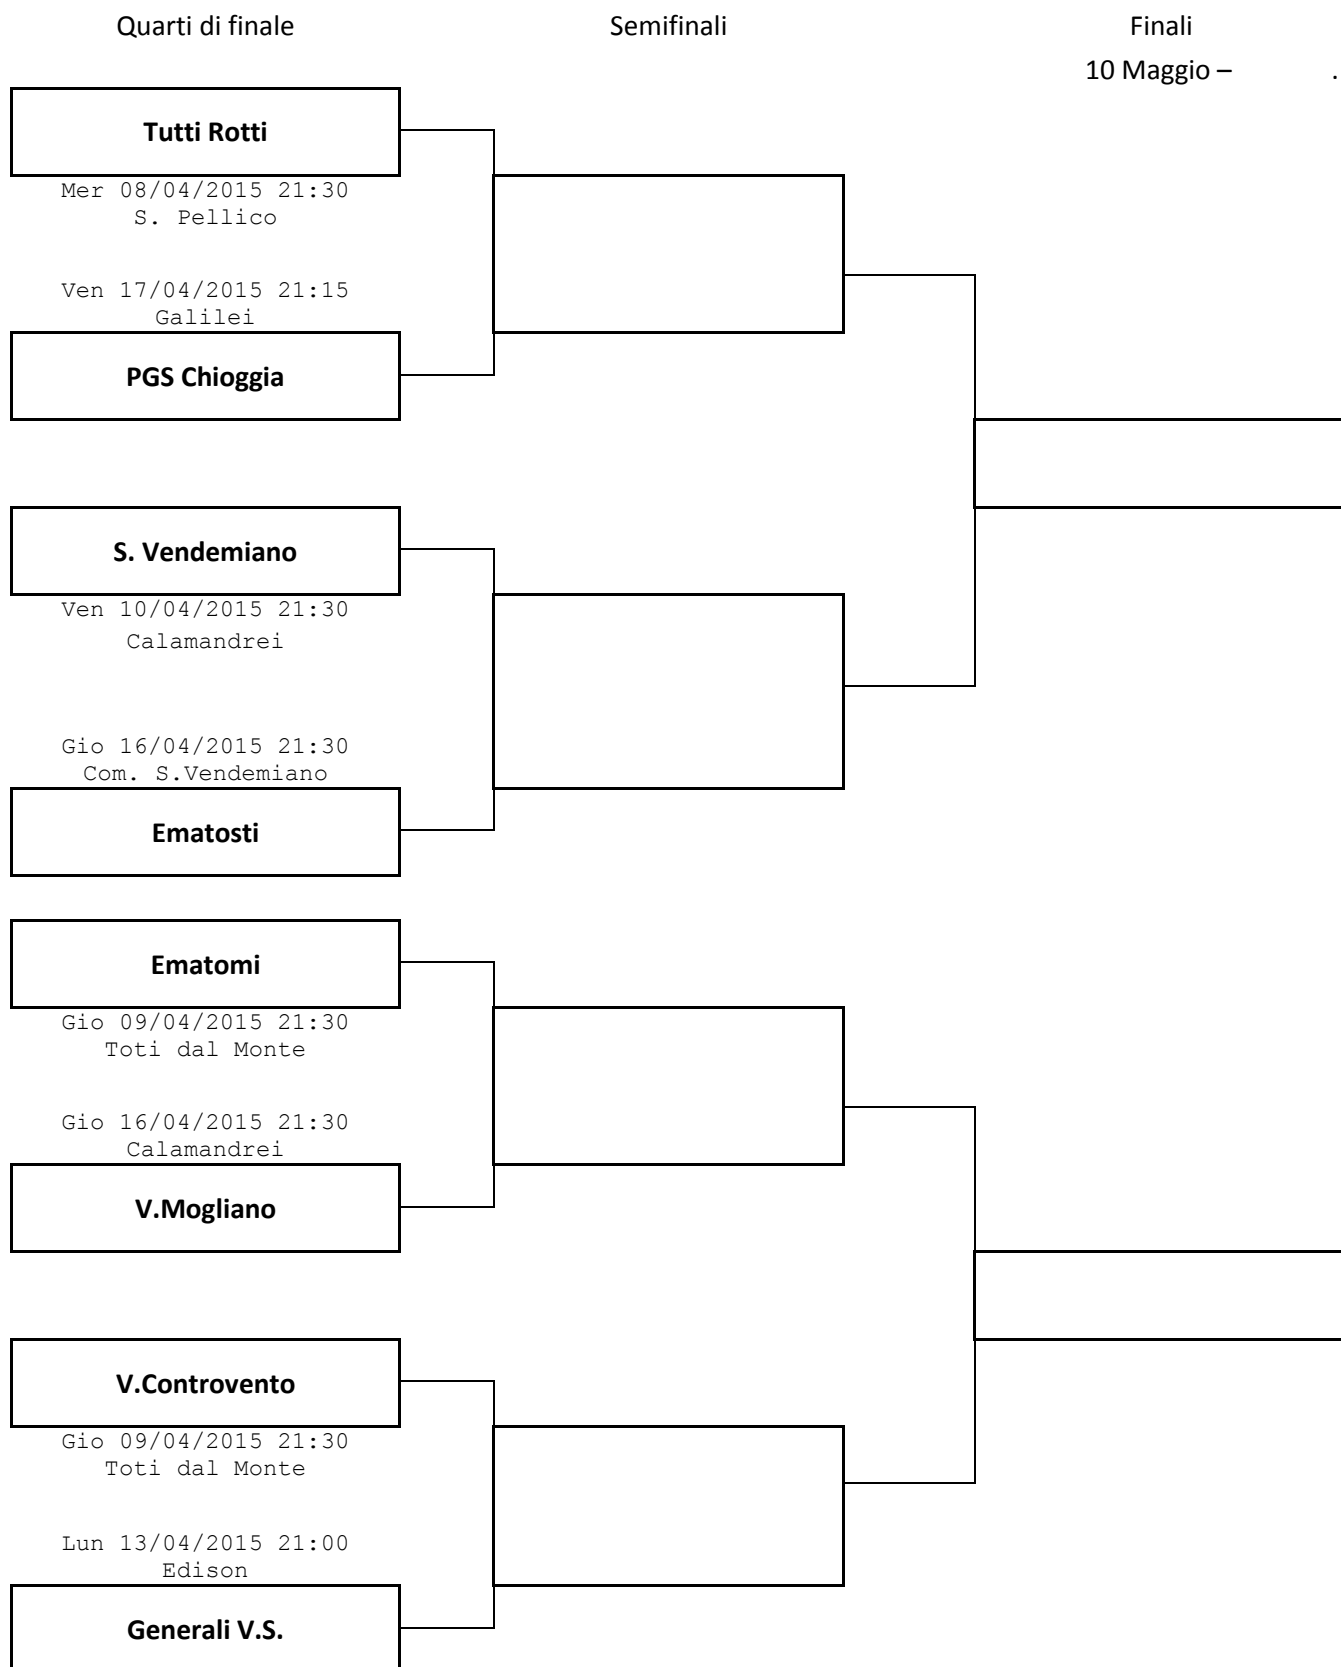 Quarti di finale
Semifinali
Finali
10 Maggio – .
Tutti Rotti
Mer 08/04/2015 21:30
S. Pellico
Ven 17/04/2015 21:15
Galilei
PGS Chioggia
S. Vendemiano
Ven 10/04/2015 21:30
Calamandrei
Gio 16/04/2015 21:30
Com. S.Vendemiano
Ematosti
Ematomi
Gio 09/04/2015 21:30
Toti dal Monte
Gio 16/04/2015 21:30
Calamandrei
V.Mogliano
V.Controvento
Gio 09/04/2015 21:30
Toti dal Monte
Lun 13/04/2015 21:00
Edison
Generali V.S.